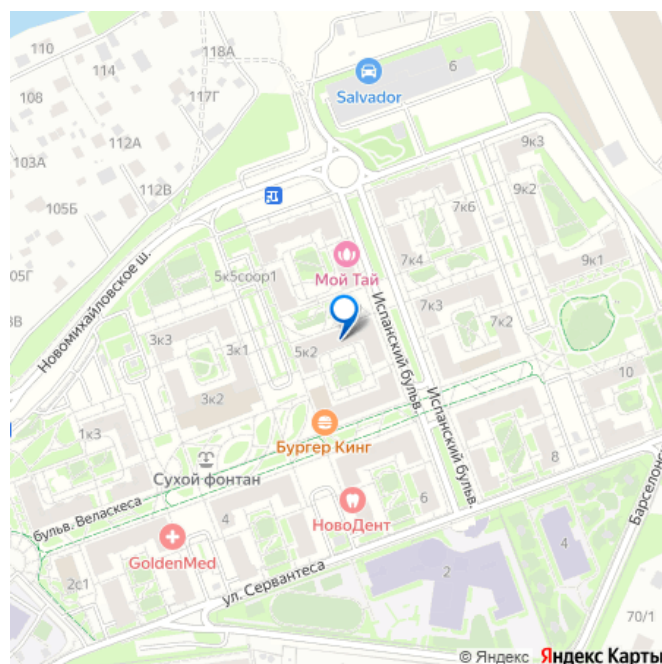 110
118А
114
6
108
117Г
Salvador
112А
9к3
103А
112В
9к2
7к6
105Б
05Г
5к5соор1
Мой Тай
7к4
9к1
3В
Новомихайловское ш.
Испанский бульв.
7к3
7к2
3к3
3к1
5к2
10
3к2
Испанский бульв.
1к3
Бургер Кинг
Сухой фонтан
8
бульв. Веласкеса
6
Барселонс
4
НовоДент
GoldenMed
4
2с1
ул. Сервантеса
2
70/1
© Яндекс Яндекс Карты